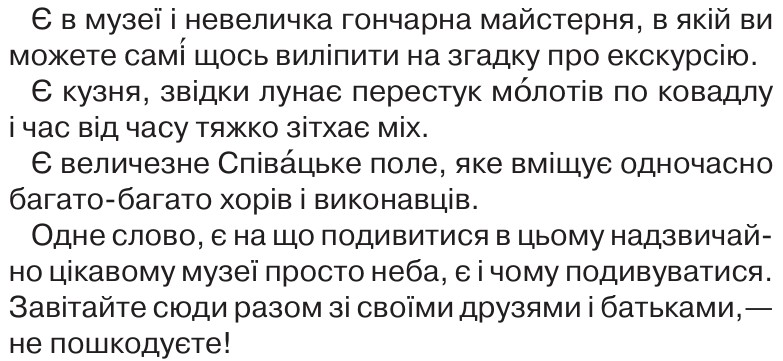 Є в музеї і невеличка гончарна майстерня, в якій ви
можете самі́ щось виліпити на згадку про екскурсію.
Є кузня, звідки лунає перестук мо́лотів по ковадлу
і час від часу тяжко зітхає міх.
Є величезне Співа́цьке поле, яке вміщує одночасно
багато-багато хорів і виконавців.
Одне слово, є на що подивитися в цьому надзвичай-
но цікавому музеї просто неба, є і чому подивуватися.
Завітайте сюди разом зі своїми друзями і батьками,—
не пошкодуєте!